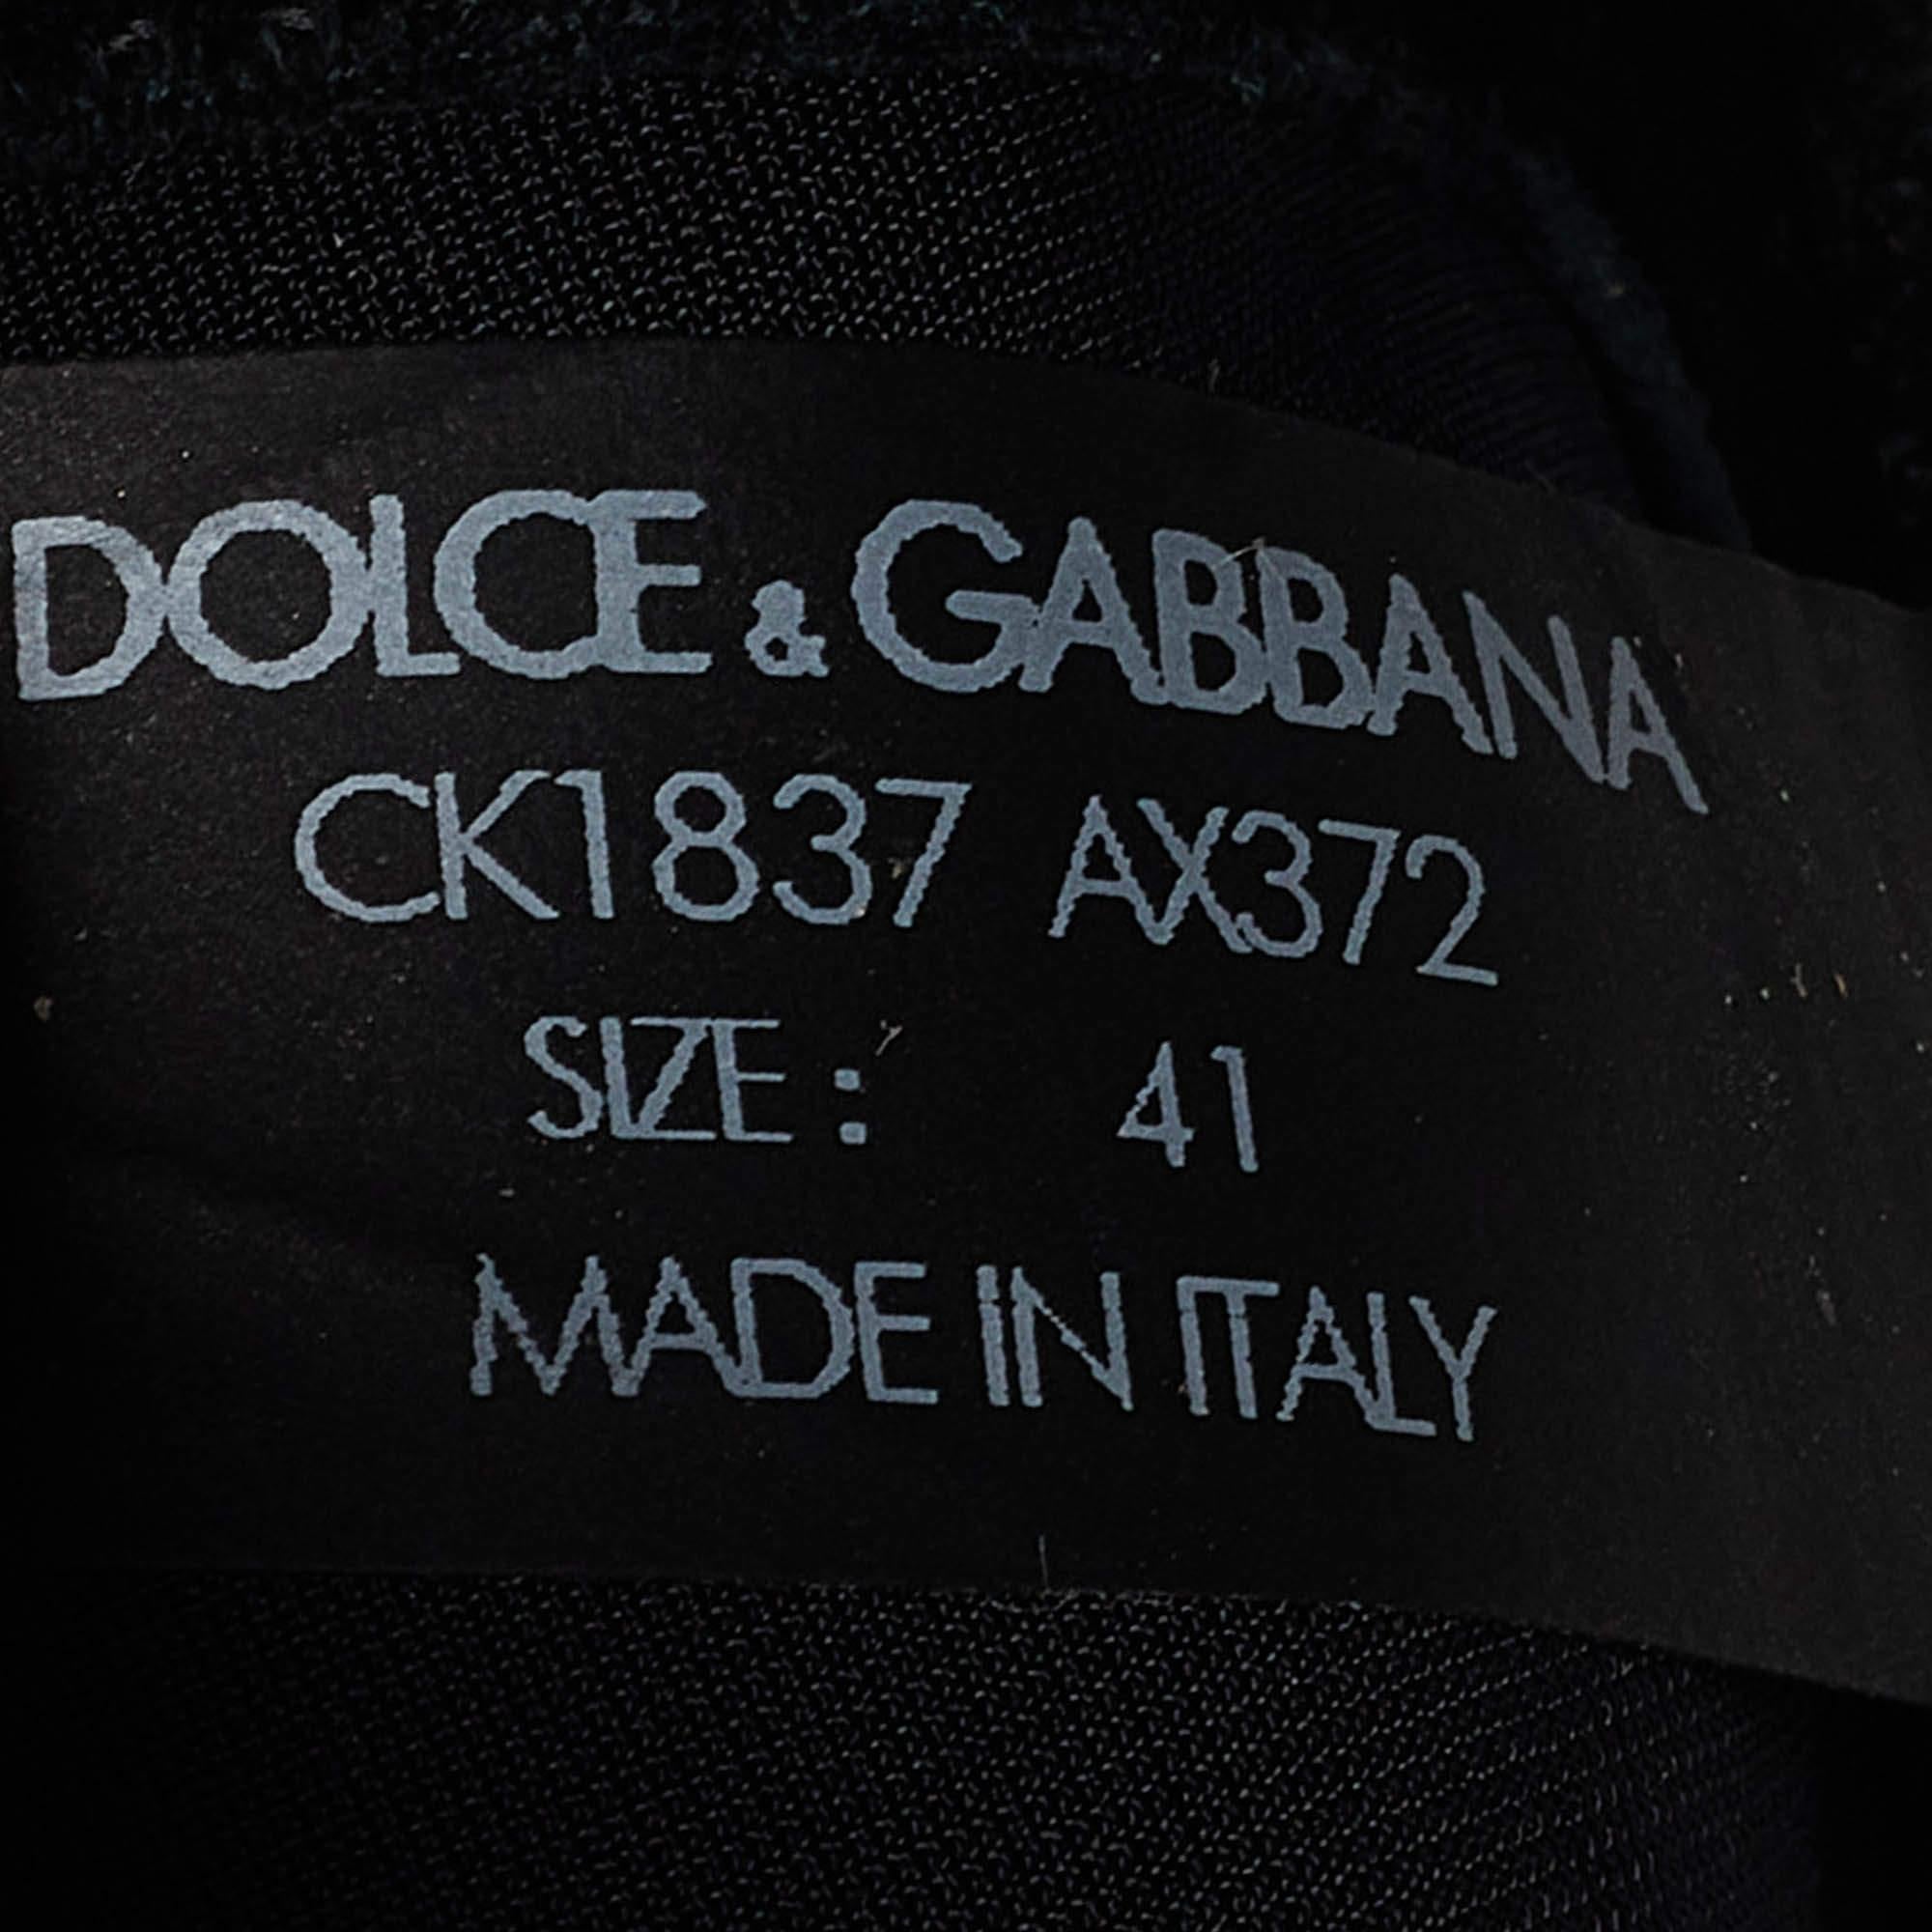 DOLCE & GABBANA
CK1837 AX372
SIZE : 41
MADE IN ITALY